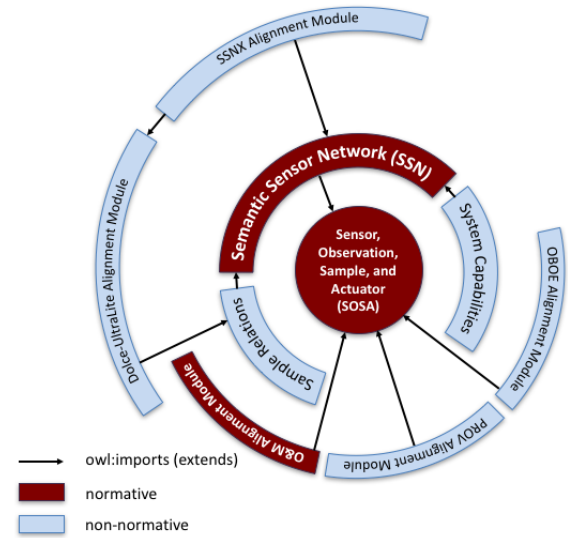 SSNX Alignment Module
Dolce-UltraLite Alignment Module
Semantic Sensor Network (SSN)
System Capabilities
OBOE Alignment Module
Sensor,
Observation,
Sample, and
Actuator
(SOSA)
Sample Relations
O&M Alignment Module
PROV Alignment Module
owl:imports (extends)
normative
non-normative